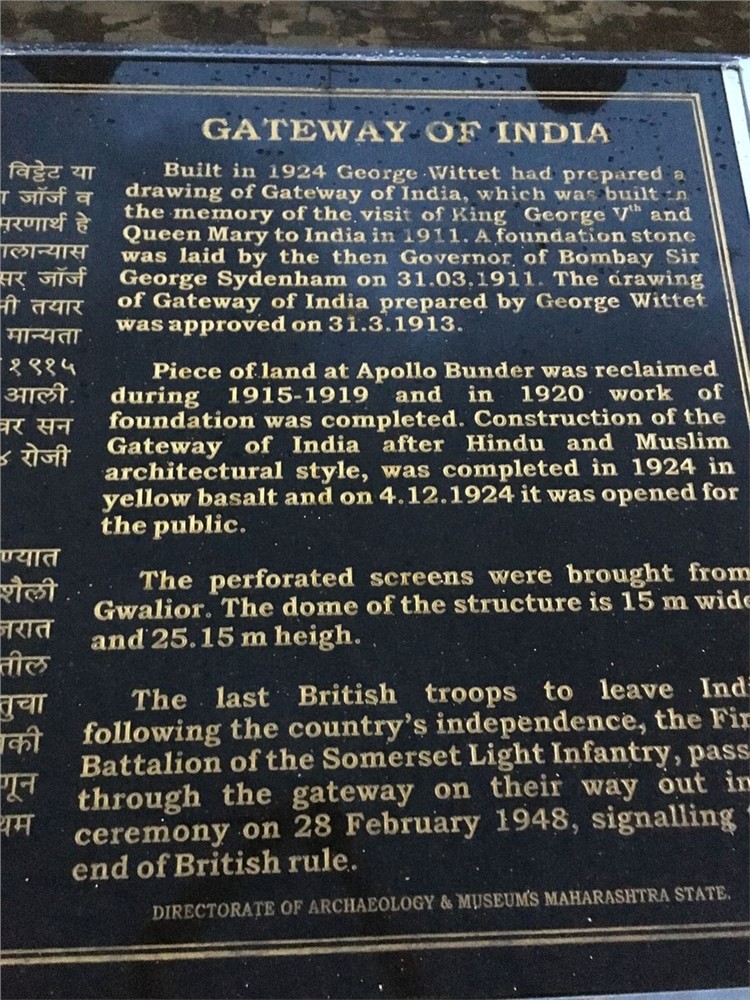 विट्टेट या
जॉर्ज व
हे
सर जॉर्ज
तयार
मान्यता
१९१५
आली.
सन
रोजी
शैली
तील
GATEWAY OF INDIA
Built in 1924 George Wittet had prepared a
drawing of Gateway of India, which was built in
the memory of the visit of King George Vth and
Queen Mary to India in 1911. A foundation stone
was laid by the then Governor of Bombay Sir
George Sydenham on 31.03.1911. The drawing
of Gateway of India prepared by George Wittet
was approved on 31.3.1913.
Piece of land at Apollo Bunder was reclaimed
during 1915-1919 and in 1920 work of
foundation was completed. Construction of the
Gateway of India after Hindu and Muslim
architectural style, was completed in 1924 in
yellow basalt and on 4.12.1924 it was opened for
the public.
The perforated screens were brought from
Gwalior. The dome of the structure is 15 m wide
and 25.15 m heigh.
The last British troops to leave Ind
following the country's independence, the Fir
Battalion of the Somerset Light Infantry, pass
through the gateway on their way out in
ceremony on 28 February 1948, signalling
end of British rule.
DIRECTORATE OF ARCHAEOLOGY & MUSEUMS MAHARASHTRA STATE.